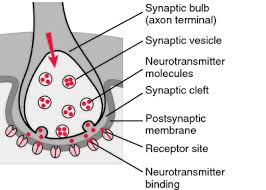 Synaptic bulb
(axon terminal)
Synaptic vesicle
Neurotransmitter
molecules
Synaptic cleft
Postsynaptic
membrane
Receptor site
Neurotransmitter
binding